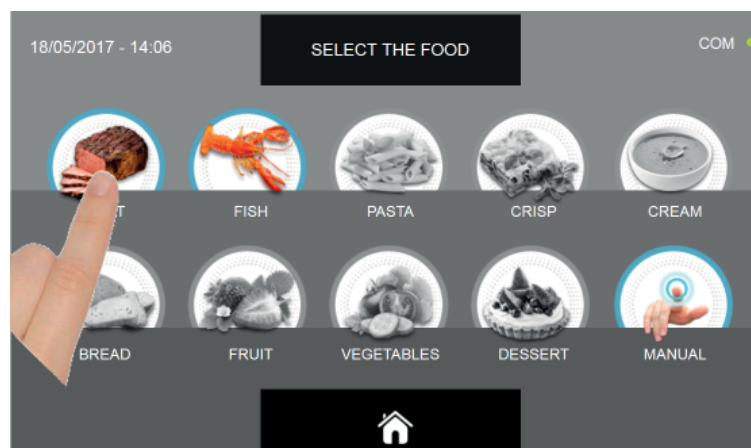 18/05/2017 - 14:06
SELECT THE FOOD
COM
FISH
PASTA
CRISP
CREAM
BREAD
FRUIT
VEGETABLES
DESSERT
MANUAL